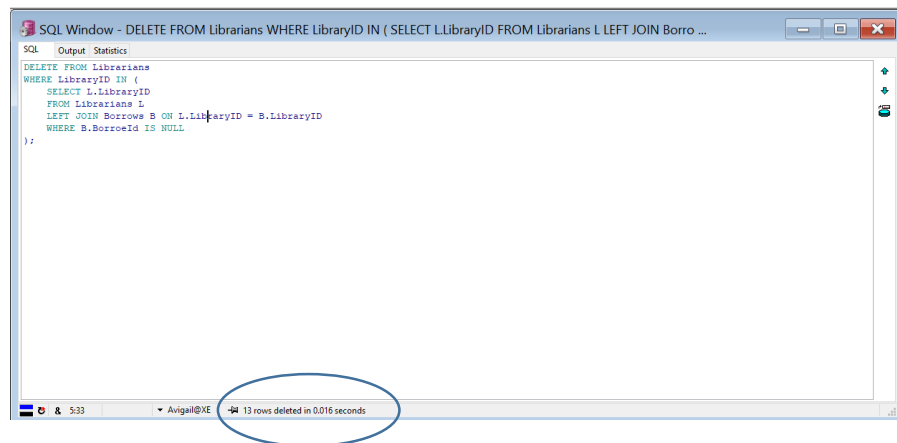 SQL Window - DELETE FROM Librarians WHERE LibraryID IN ( SELECT L.LibraryID FROM Librarians L LEFT JOIN Borro ...
SQL Output Statistics
DELETE FROM Librarians
WHERE LibraryID IN (
    SELECT L.LibraryID
    FROM Librarians L
    LEFT JOIN Borrows B ON L.LibraryID = B.LibraryID
    WHERE B.BorroeId IS NULL
);
& 5:33 Avigail@XE 13 rows deleted in 0.016 seconds